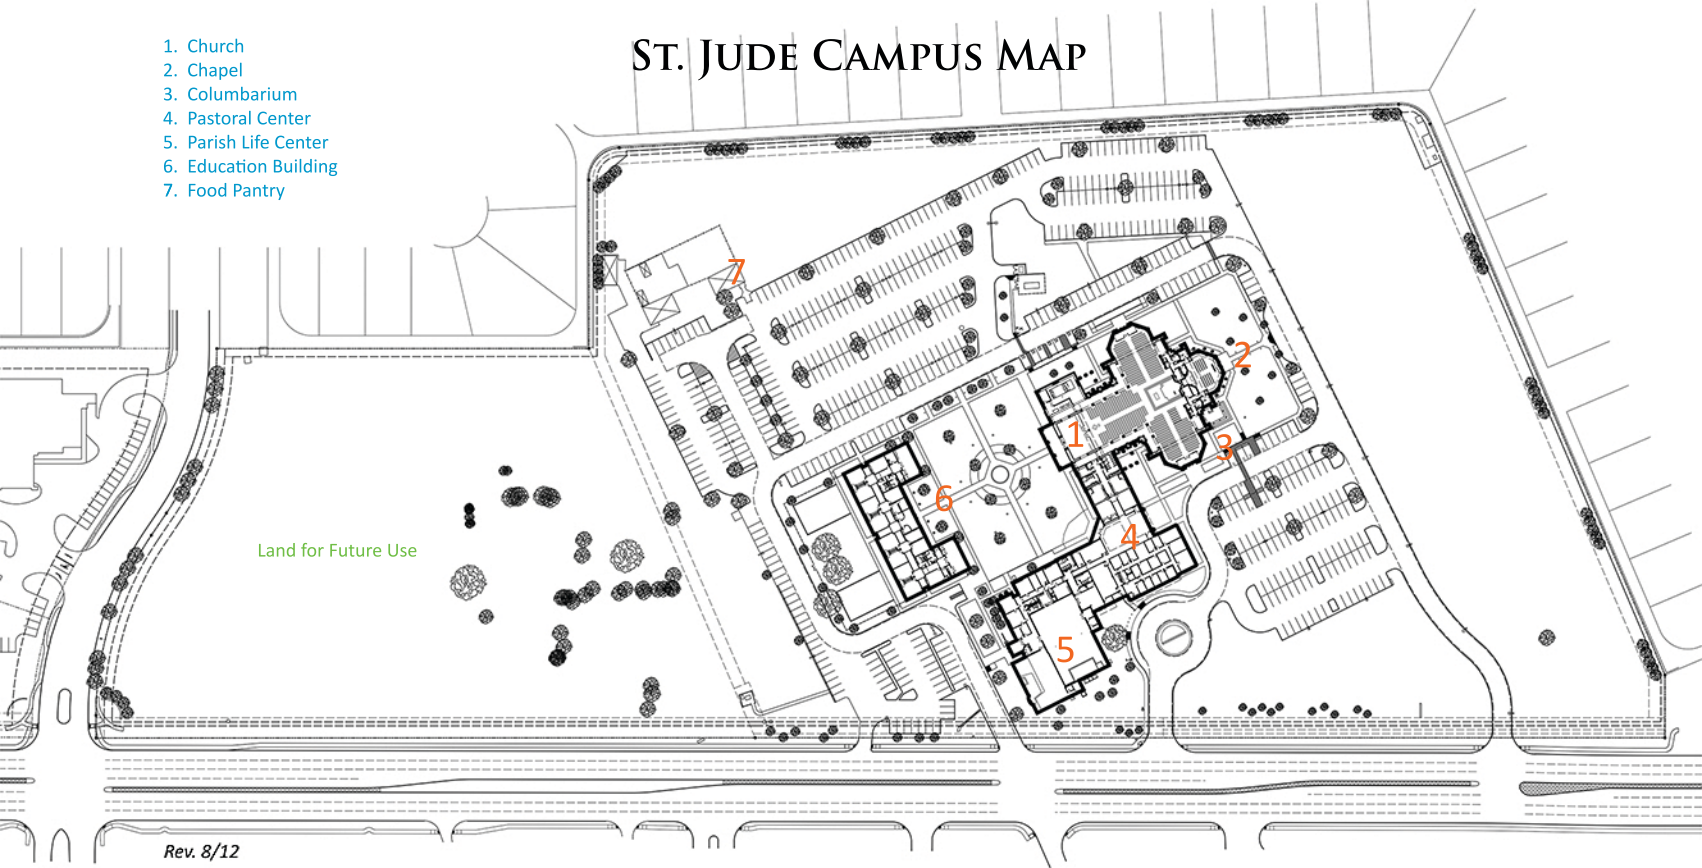 St. Jude Campus Map
1. Church
2. Chapel
3. Columbarium
4. Pastoral Center
5. Parish Life Center
6. Education Building
7. Food Pantry
7
2
1
3
6
4
Land for Future Use
5
Rev. 8/12